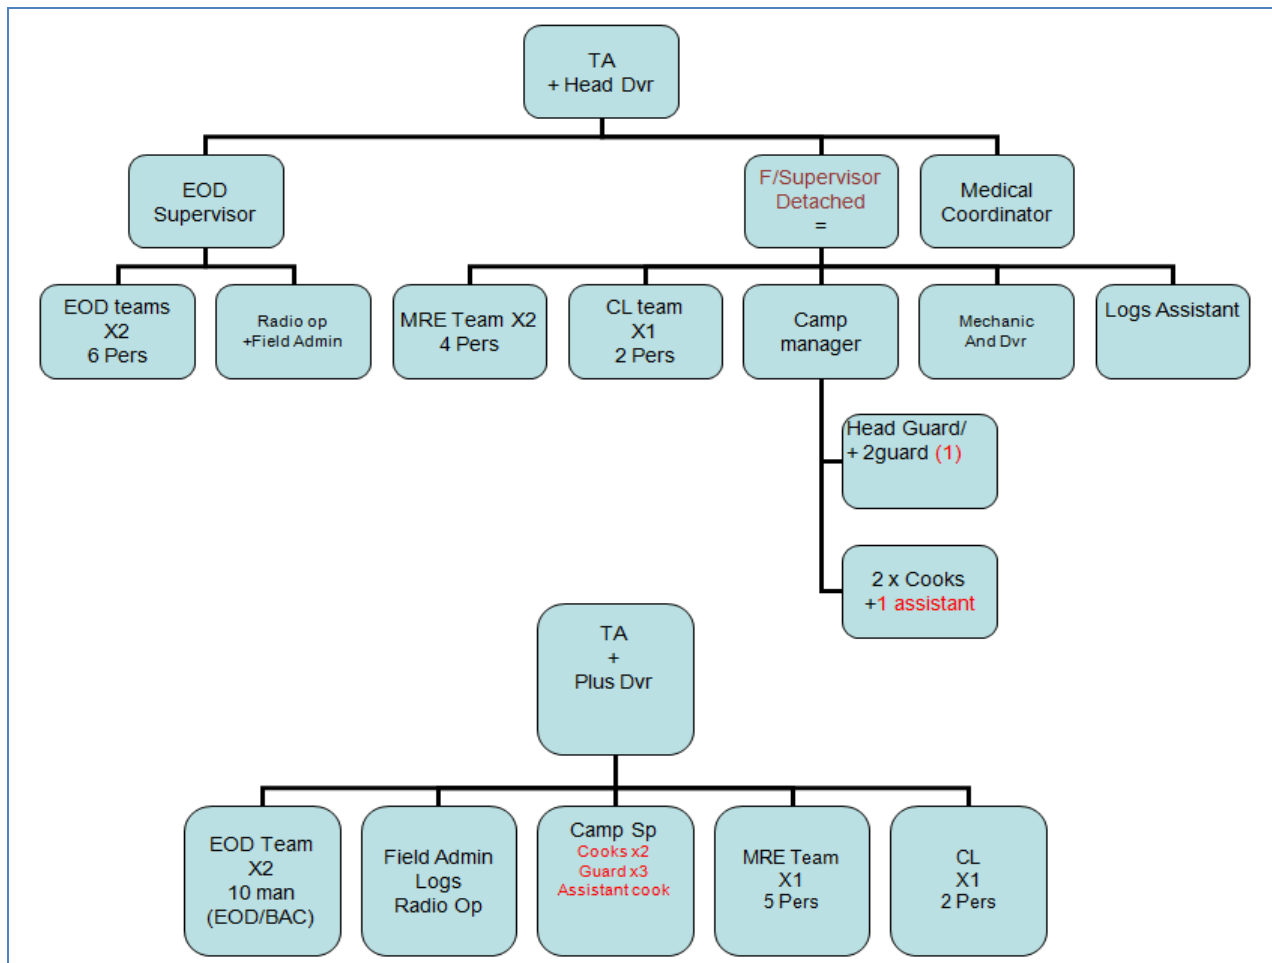 TA
+ Head Dvr
EOD
Supervisor
F/Supervisor
Detached
=
Medical
Coordinator
EOD teams
X2
6 Pers
Radio op
+Field Admin
MRE Team X2
4 Pers
CL team
X1
2 Pers
Camp
manager
Mechanic
And Dvr
Logs Assistant
Head Guard/
+ 2guard (1)
2 x Cooks
+1 assistant
TA
+
Plus Dvr
EOD Team
X2
10 man
(EOD/BAC)
Field Admin
Logs
Radio Op
Camp Sp
Cooks x2
Guard x3
Assistant cook
MRE Team
X1
5 Pers
CL
X1
2 Pers